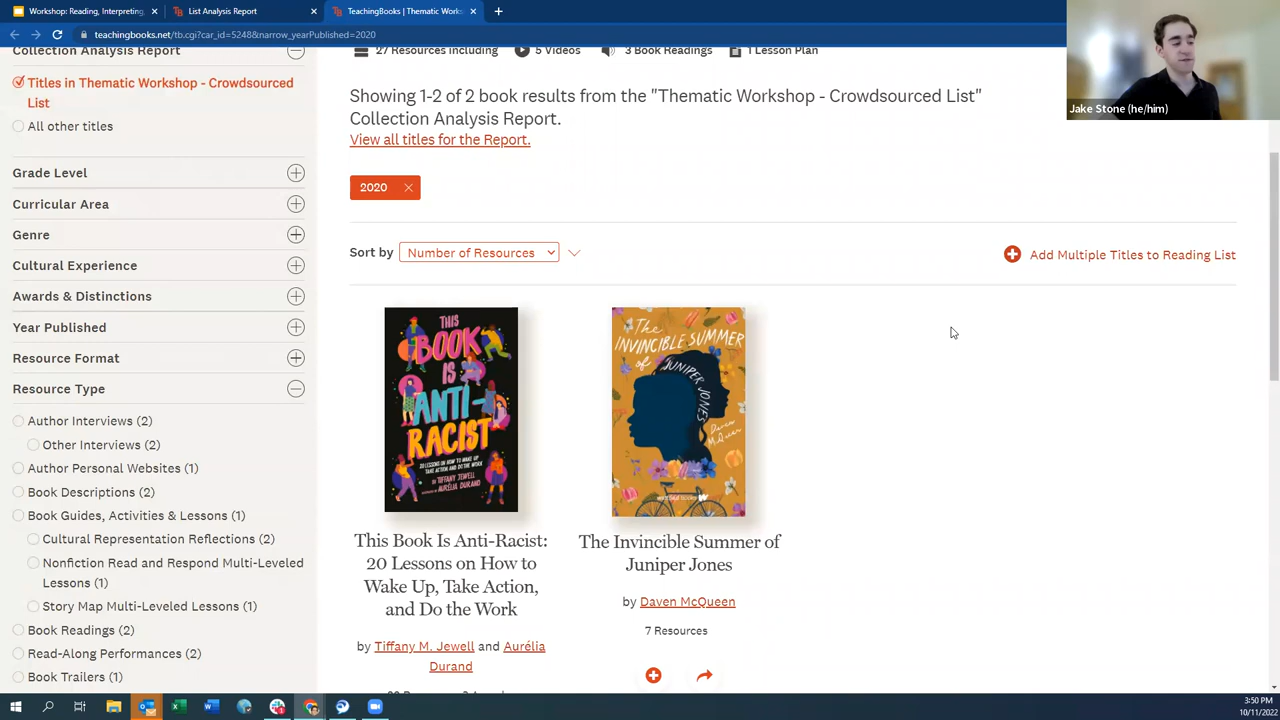 Workshop: Reading, Interpreting,
List Analysis Report
TeachingBooks | Thematic Works
teachingbooks.net/tb.cgi?car_id=5248&narrow_yearPublished=2020
Jake Stone (he/him)
Collection Analysis Report
Titles in Thematic Workshop - Crowdsourced
List
All other titles
Grade Level
Curricular Area
Genre
Cultural Experience
Awards & Distinctions
Year Published
Resource Format
Resource Type
Author Interviews (2)
Other Interviews (2)
Author Personal Websites (1)
Book Descriptions (2)
Book Guides, Activities & Lessons (1)
Cultural Representation Reflections (2)
Nonfiction Read and Respond Multi-Leveled
Lessons (1)
Story Map Multi-Leveled Lessons (1)
Book Readings (2)
Read-Along Performances (2)
Book Trailers (1)
27 Resources including
5 Videos
3 Book Readings
1 Lesson Plan
Showing 1-2 of 2 book results from the "Thematic Workshop - Crowdsourced List"
Collection Analysis Report.
View all titles for the Report.
2020
Sort by
Number of Resources
Add Multiple Titles to Reading List
THIS
BOOK
IS
ANTI-
RACIST
20 LESSONS ON HOW TO WAKE UP
TAKE ACTION AND DO THE WORK
BY TIFFANY JEWELL
AURÉLIA DURAND
This Book Is Anti-Racist:
20 Lessons on How to
Wake Up, Take Action,
and Do the Work
by Tiffany M. Jewell and Aurélia
Durand
The
INVINCIBLE SUMMER
of
JUNIPER
JONES
Daven
McQueen
The Invincible Summer of
Juniper Jones
by Daven McQueen
7 Resources
3:50 PM
10/11/2022